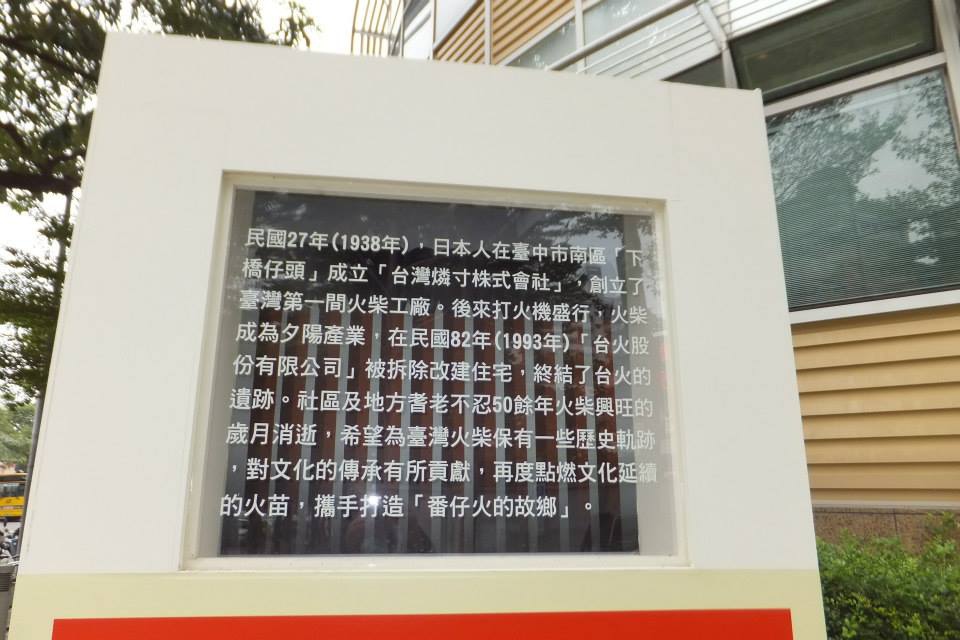 民國27年(1938年)，日本人在臺中市南區「下
橋仔頭」成立「台灣燐寸株式會社」，創立了
臺灣第一間火柴工廠。後來打火機盛行，火柴
成為夕陽產業，在民國82年(1993年)「台火股
份有限公司」被拆除改建住宅，終結了台火的
遺跡。社區及地方耆老不忍50餘年火柴興旺的
歲月消逝，希望為臺灣火柴保有一些歷史軌跡
，對文化的傳承有所貢獻，再度點燃文化延續
的火苗，攜手打造「番仔火的故鄉」。